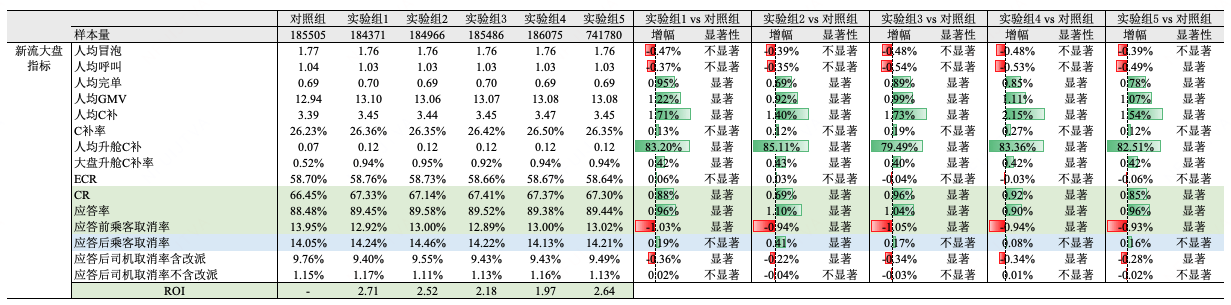 对照组 实验组1 实验组2 实验组3 实验组4 实验组5 实验组1 vs 对照组 实验组2 vs 对照组 实验组3 vs 对照组 实验组4 vs 对照组 实验组5 vs 对照组
样本量 185505 184371 184966 185486 186075 741780 增幅 显著性 增幅 显著性 增幅 显著性 增幅 显著性 增幅 显著性
新流大盘指标 人均冒泡 1.77 1.76 1.76 1.76 1.76 1.76 -0.47% 不显著 -0.39% 不显著 -0.48% 不显著 -0.48% 不显著 -0.39% 不显著
人均呼叫 1.04 1.03 1.03 1.03 1.03 1.03 -0.37% 不显著 -0.35% 不显著 -0.54% 不显著 -0.53% 不显著 -0.49% 显著
人均完单 0.69 0.70 0.69 0.70 0.69 0.69 0.95% 显著 0.69% 显著 0.89% 显著 0.85% 显著 0.78% 显著
人均GMV 12.94 13.10 13.06 13.07 13.08 13.08 1.22% 显著 0.92% 显著 0.99% 显著 1.11% 显著 1.07% 显著
人均C补 3.39 3.45 3.44 3.45 3.47 3.45 1.71% 显著 1.40% 显著 1.73% 显著 2.15% 显著 1.54% 显著
C补率 26.23% 26.36% 26.35% 26.42% 26.50% 26.35% 0.13% 不显著 0.12% 不显著 0.19% 不显著 0.27% 不显著 0.12% 不显著
人均升舱C补 0.07 0.12 0.12 0.12 0.12 0.12 83.20% 显著 85.11% 显著 79.49% 显著 83.36% 显著 82.51% 显著
大盘升舱C补率 0.52% 0.94% 0.95% 0.92% 0.94% 0.94% 0.42% 显著 0.43% 显著 0.40% 显著 0.42% 显著 0.42% 显著
ECR 58.70% 58.76% 58.73% 58.66% 58.67% 58.64% 0.06% 不显著 0.03% 不显著 -0.04% 不显著 -0.03% 不显著 -0.06% 不显著
CR 66.45% 67.33% 67.14% 67.41% 67.37% 67.30% 0.88% 显著 0.69% 显著 0.96% 显著 0.92% 显著 0.85% 显著
应答率 88.48% 89.45% 89.58% 89.52% 89.38% 89.44% 0.96% 显著 1.10% 显著 1.04% 显著 0.90% 显著 0.96% 显著
应答前乘客取消率 13.95% 12.92% 13.00% 12.89% 13.00% 13.02% -1.03% 显著 -0.94% 显著 -1.05% 显著 -0.94% 显著 -0.93% 显著
应答后乘客取消率 14.05% 14.24% 14.46% 14.22% 14.13% 14.21% 0.19% 不显著 0.41% 显著 0.17% 不显著 0.08% 不显著 0.16% 不显著
应答后司机取消率含改派 9.76% 9.40% 9.55% 9.43% 9.43% 9.49% -0.36% 显著 -0.22% 显著 -0.34% 显著 -0.34% 显著 -0.28% 显著
应答后司机取消率不含改派 1.15% 1.17% 1.11% 1.13% 1.16% 1.13% 0.02% 不显著 -0.04% 不显著 -0.03% 不显著 0.01% 不显著 -0.02% 不显著
ROI - 2.71 2.52 2.18 1.97 2.64